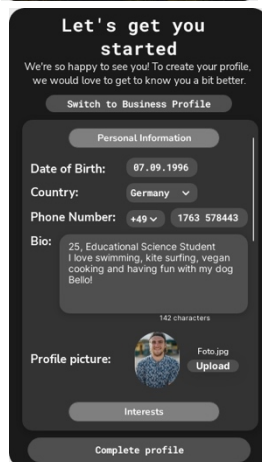 Let's get you
started
We're so happy to see you! To create your profile,
we would love to get to know you a bit better.
Switch to Business Profile
Personal Information
Date of Birth: 07.09.1996
Country: Germany
Phone Number: +49 1763 578443
Bio: 25, Educational Science Student
I love swimming, kite surfing, vegan
cooking and having fun with my dog
Bello!
142 characters
Profile picture: Foto.jpg
Upload
Interests
Complete profile